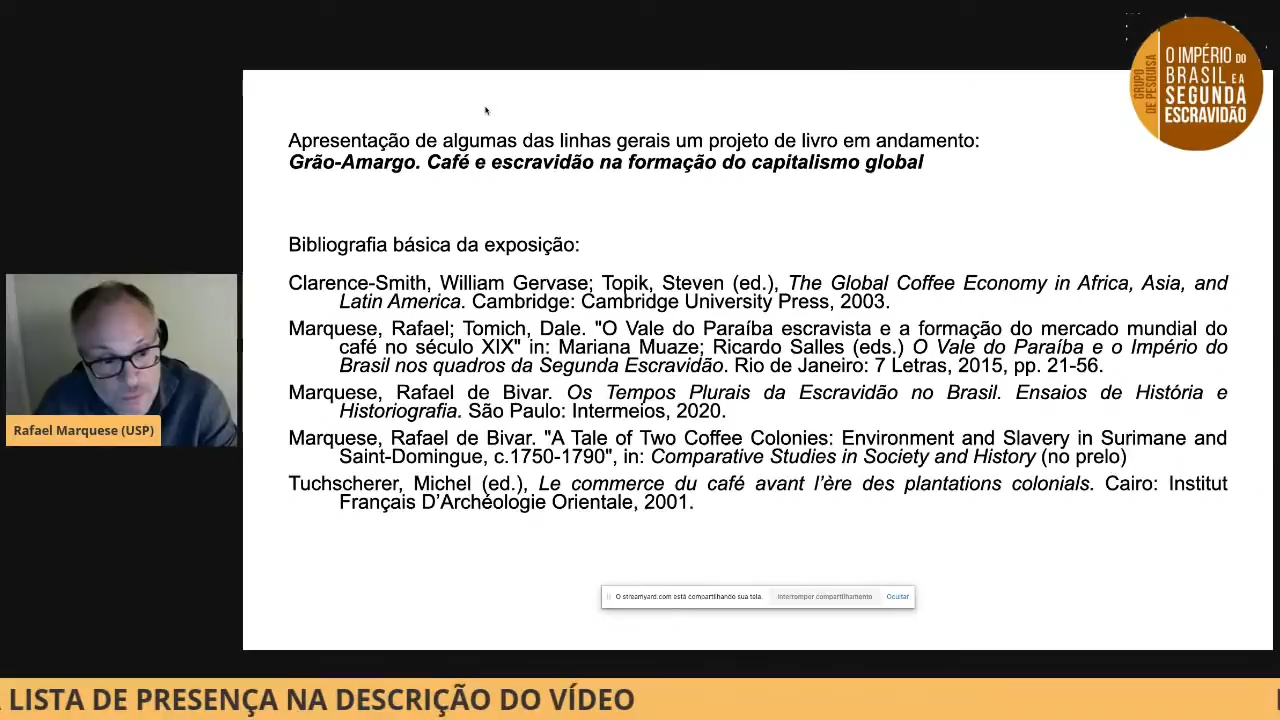 GRUPO
DE PESQUISA
O IMPÉRIO DO
BRASIL E A
SEGUNDA
ESCRAVIDÃO
Apresentação de algumas das linhas gerais um projeto de livro em andamento:
Grão-Amargo. Café e escravidão na formação do capitalismo global
Bibliografia básica da exposição:
Clarence-Smith, William Gervase; Topik, Steven (ed.), The Global Coffee Economy in Africa, Asia, and
Latin America. Cambridge: Cambridge University Press, 2003.
Marquese, Rafael; Tomich, Dale. "O Vale do Paraíba escravista e a formação do mercado mundial do
café no século XIX" in: Mariana Muaze; Ricardo Salles (eds.) O Vale do Paraíba e o Império do
Brasil nos quadros da Segunda Escravidão. Rio de Janeiro: 7 Letras, 2015, pp. 21-56.
Marquese, Rafael de Bivar. Os Tempos Plurais da Escravidão no Brasil. Ensaios de História e
Historiografia. São Paulo: Intermeios, 2020.
Marquese, Rafael de Bivar. "A Tale of Two Coffee Colonies: Environment and Slavery in Surimane and
Saint-Domingue, c.1750-1790", in: Comparative Studies in Society and History (no prelo)
Tuchscherer, Michel (ed.), Le commerce du café avant l'ère des plantations colonials. Cairo: Institut
Français D'Archéologie Orientale, 2001.
Rafael Marquese (USP)
O streamyard.com está compartilhando sua tela. Interromper compartilhamento Ocultar
LISTA DE PRESENÇA NA DESCRIÇÃO DO VÍDEO